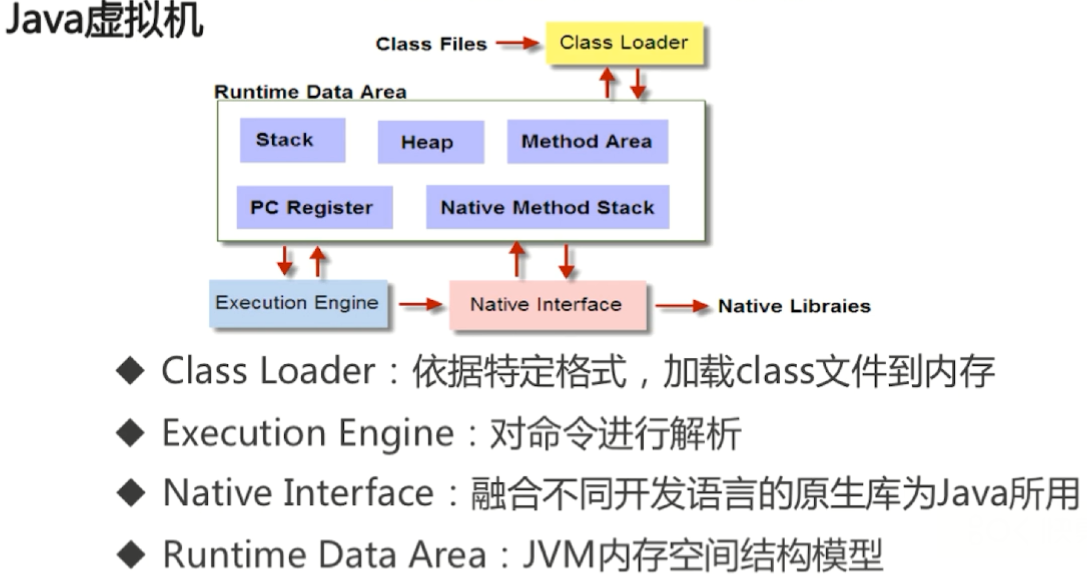 Java虚拟机
Class Files
Class Loader
Runtime Data Area
Stack
Heap
Method Area
PC Register
Native Method Stack
Execution Engine
Native Interface
Native Libraies
◆ Class Loader：依据特定格式，加载class文件到内存
◆ Execution Engine：对命令进行解析
◆ Native Interface：融合不同开发语言的原生库为Java所用
◆ Runtime Data Area：JVM内存空间结构模型